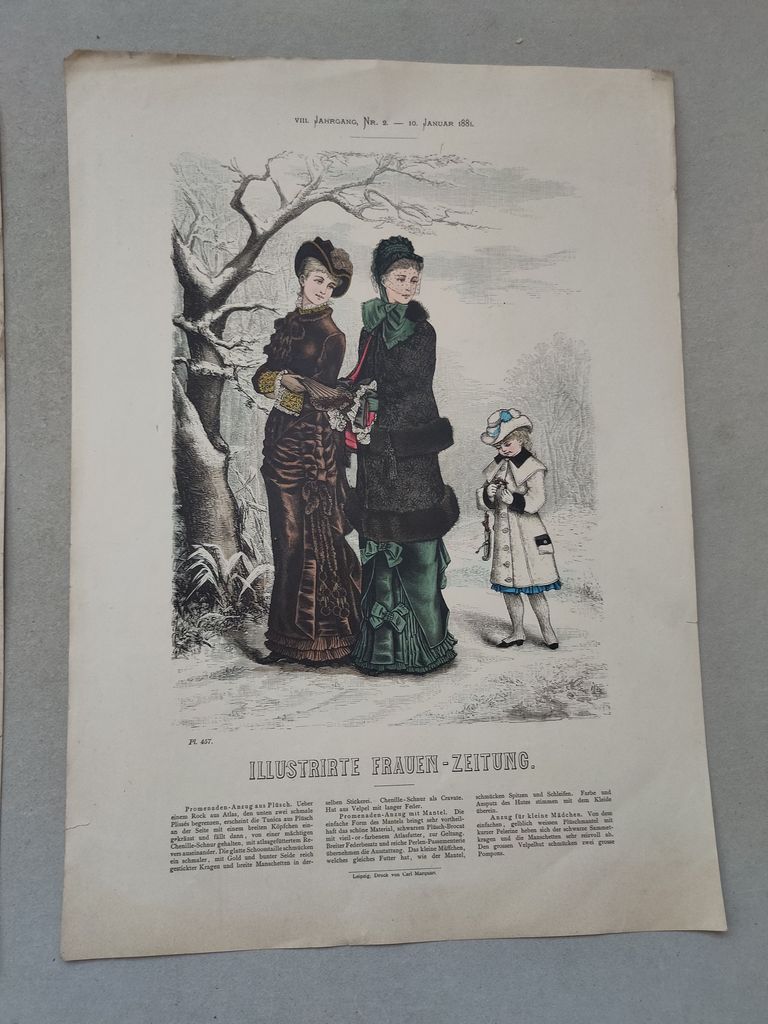 VIII. JAHRGANG, NR. 2. — 10. JANUAR 1881.
Pl. 457.
ILLUSTRIRTE FRAUEN-ZEITUNG.
Promenaden-Anzug aus Plüsch. Ueber
einem Rock aus Atlas, den unten zwei schmale
Plissés begrenzen, erscheint die Tunica aus Plüsch
an der Seite mit einem breiten Köpfchen ein-
gekräust und fällt dann, von einer mächtigen
Chenille-Schnur gehalten, mit atlasgefüttertem Re-
vers auseinander. Die glatte Schoosstaille schmücken
ein schmaler, mit Gold und bunter Seide reich
gestickter Kragen und breite Manschetten in der-
selben Stickerei. Chenille-Schnur als Cravate.
Hut aus Velpel mit langer Feder.
Promenaden-Anzug mit Mantel. Die
einfache Form des Mantels bringt sehr vortheil-
haft das schöne Material, schwarzen Plüsch-Brocat
mit vieil-or-farbenem Atlasfutter, zur Geltung.
Breiter Federbesatz und reiche Perlen-Passementerie
übernehmen die Ausstattung. Das kleine Müffchen,
welches gleiches Futter hat, wie der Mantel,
schmücken Spitzen und Schleifen. Farbe und
Ausputz des Hutes stimmen mit dem Kleide
überein.
Anzug für kleine Mädchen. Von dem
einfachen, gelblich weissen Plüschmantel mit
kurzer Pelerine heben sich der schwarze Sammet-
kragen und die Manschetten sehr reizvoll ab.
Den grossen Velpelhut schmücken zwei grosse
Pompons.
Leipzig, Druck von Carl Marquart.